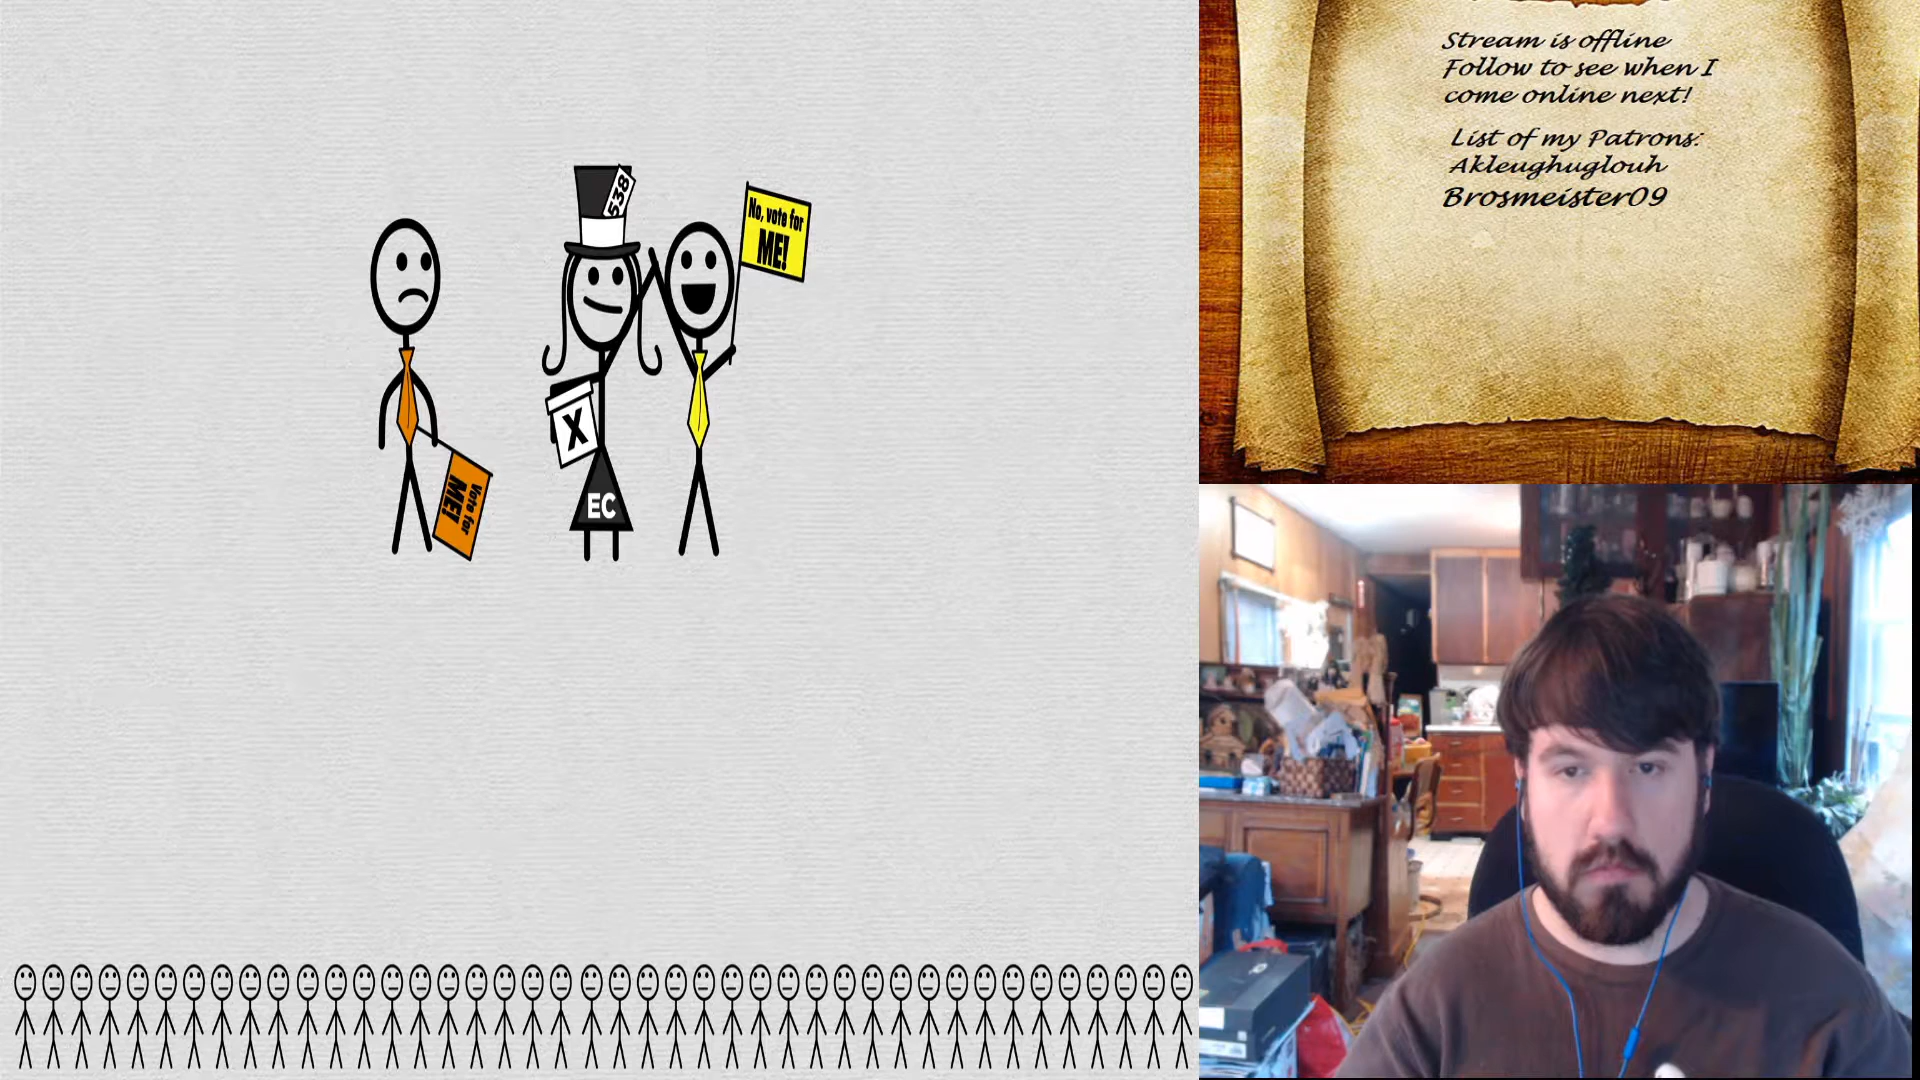 538
No, vote for
ME!
X
Vote for
ME!
EC
Stream is offline
Follow to see when I
come online next!
List of my Patrons:
Akleughuglouh
Brosmeister09